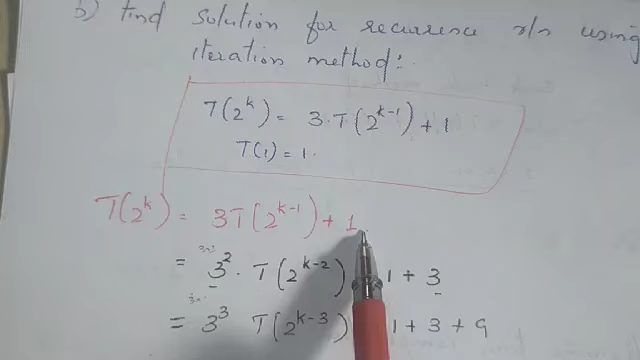 b) Find solution for recurence r/n using
iteration method:-
T(2^k) = 3.T(2^(k-1)) + 1
T(1) = 1.
T(2^k) = 3T(2^(k-1)) + 1
= 3^2 . T(2^(k-2)) 1 + 3
= 3^3 T(2^(k-3)) 1 + 3 + 9